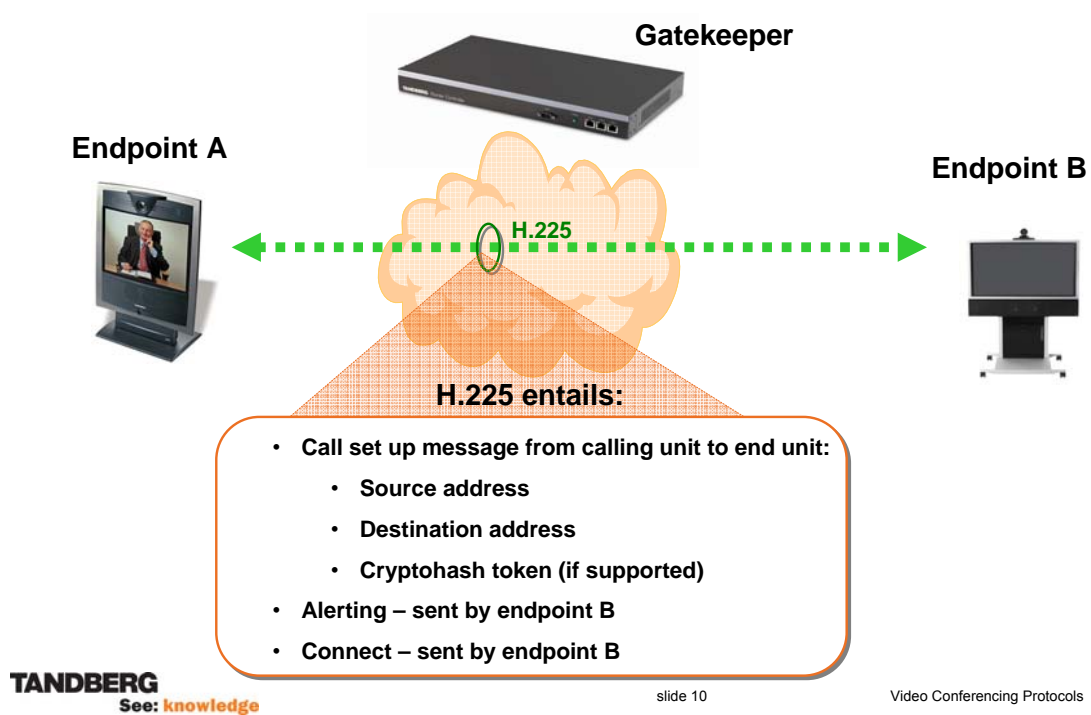 Gatekeeper
Endpoint A
Endpoint B
H.225
H.225 entails:
• Call set up message from calling unit to end unit:
• Source address
• Destination address
• Cryptohash token (if supported)
• Alerting – sent by endpoint B
• Connect – sent by endpoint B
TANDBERG
See: knowledge
slide 10
Video Conferencing Protocols